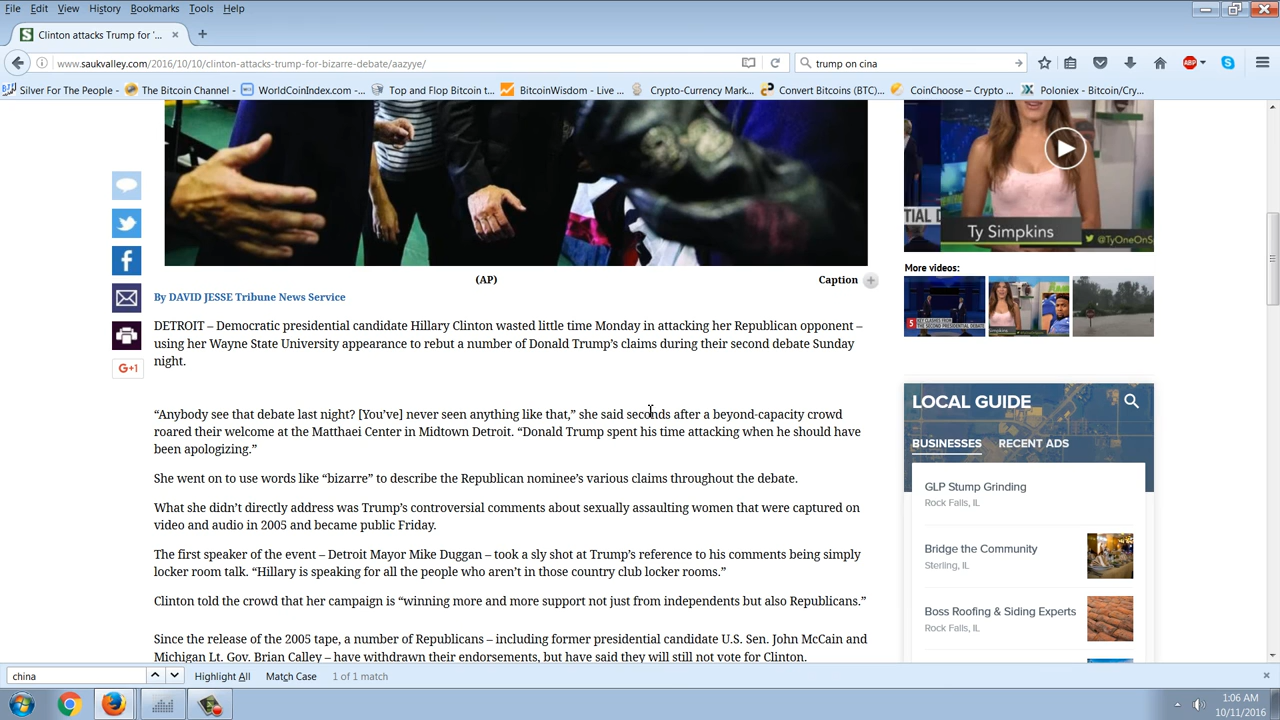 File Edit View History Bookmarks Tools Help
S Clinton attacks Trump for '... × +
www.saukvalley.com/2016/10/10/clinton-attacks-trump-for-bizarre-debate/aazyye/ trump on cina ABP
Silver For The People - ... The Bitcoin Channel - ... WorldCoinIndex.com -... Top and Flop Bitcoin t... BitcoinWisdom - Live ... Crypto-Currency Mark... Convert Bitcoins (BTC)... CoinChoose – Crypto ... Poloniex - Bitcoin/Cry...
Ty Simpkins
(AP) Caption +
By DAVID JESSE Tribune News Service
DETROIT – Democratic presidential candidate Hillary Clinton wasted little time Monday in attacking her Republican opponent –
using her Wayne State University appearance to rebut a number of Donald Trump’s claims during their second debate Sunday
night.
“Anybody see that debate last night? [You’ve] never seen anything like that,” she said seconds after a beyond-capacity crowd
roared their welcome at the Matthaei Center in Midtown Detroit. “Donald Trump spent his time attacking when he should have
been apologizing.”
She went on to use words like “bizarre” to describe the Republican nominee’s various claims throughout the debate.
What she didn’t directly address was Trump’s controversial comments about sexually assaulting women that were captured on
video and audio in 2005 and became public Friday.
The first speaker of the event – Detroit Mayor Mike Duggan – took a sly shot at Trump’s reference to his comments being simply
locker room talk. “Hillary is speaking for all the people who aren’t in those country club locker rooms.”
Clinton told the crowd that her campaign is “winning more and more support not just from independents but also Republicans.”
Since the release of the 2005 tape, a number of Republicans – including former presidential candidate U.S. Sen. John McCain and
Michigan Lt. Gov. Brian Calley – have withdrawn their endorsements, but have said they will still not vote for Clinton.
G+1
More videos:
LOCAL GUIDE
BUSINESSES RECENT ADS
GLP Stump Grinding
Rock Falls, IL
Bridge the Community
Sterling, IL
Boss Roofing & Siding Experts
Rock Falls, IL
china Highlight All Match Case 1 of 1 match
1:06 AM
10/11/2016